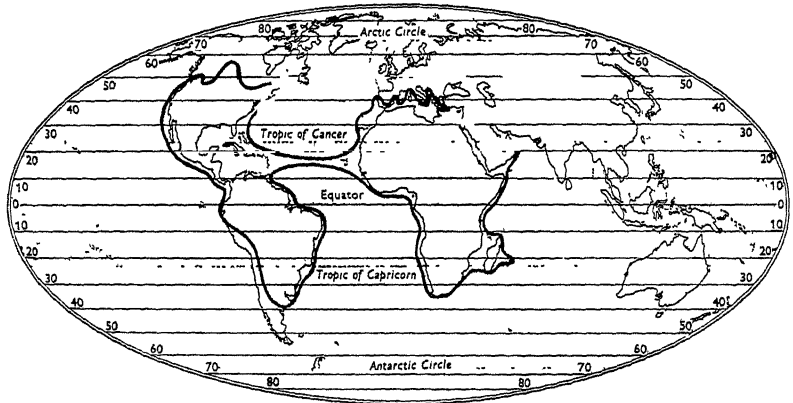 80 Arctic Circle 80
70 70
60 60
50 50
40 40
30 Tropic of Cancer 30
20 20
10 Equator 10
0 0
10 10
20 20
Tropic of Capricorn
30 30
40 40
50 50
60 60
70 Antarctic Circle 70
80 80